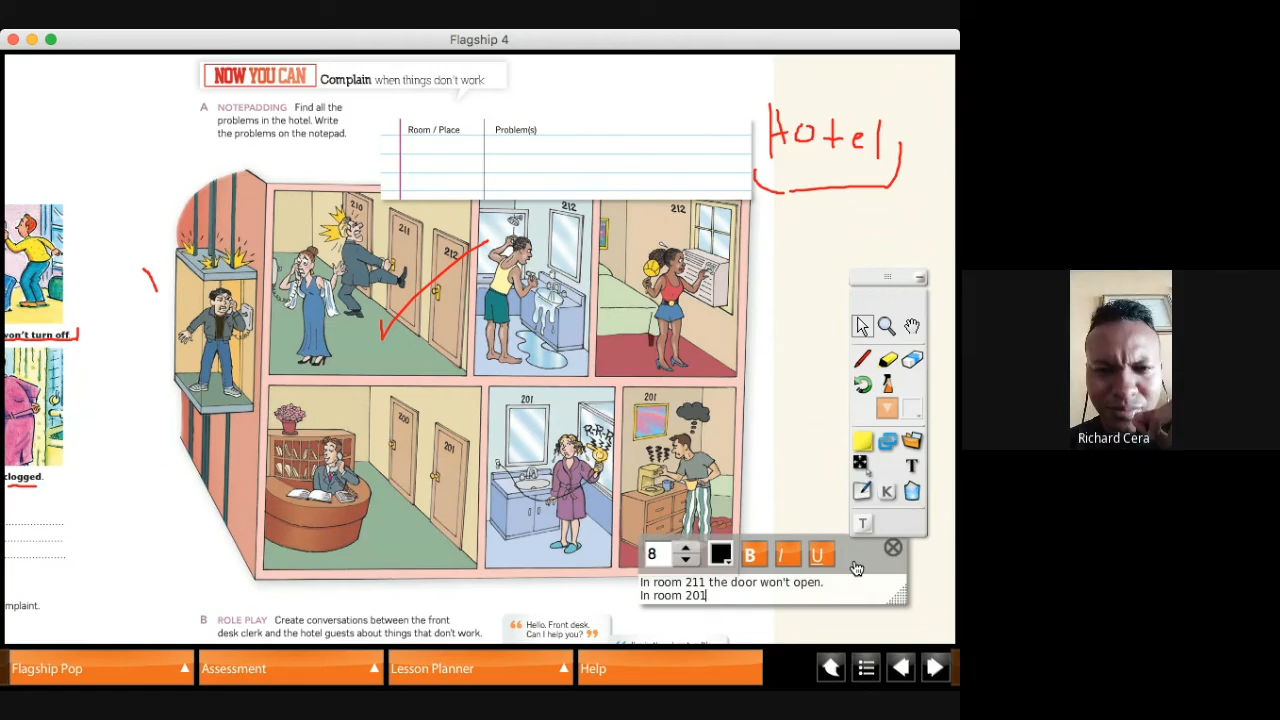 Flagship 4
NOW YOU CAN Complain when things don't work
A NOTEPADDING Find all the
problems in the hotel. Write
the problems on the notepad.
Room / Place Problem(s)
Hotel
210
211
212
212
212
won't turn off.
clogged.
200
201
201
R-R-R
201
8 B I U
In room 211 the door won't open.
In room 201
mplaint.
B ROLE PLAY Create conversations between the front
desk clerk and the hotel guests about things that don't work.
“ Hello. Front desk.
Can I help you? ”
T
K
T
Richard Cera
Flagship Pop
Assessment
Lesson Planner
Help